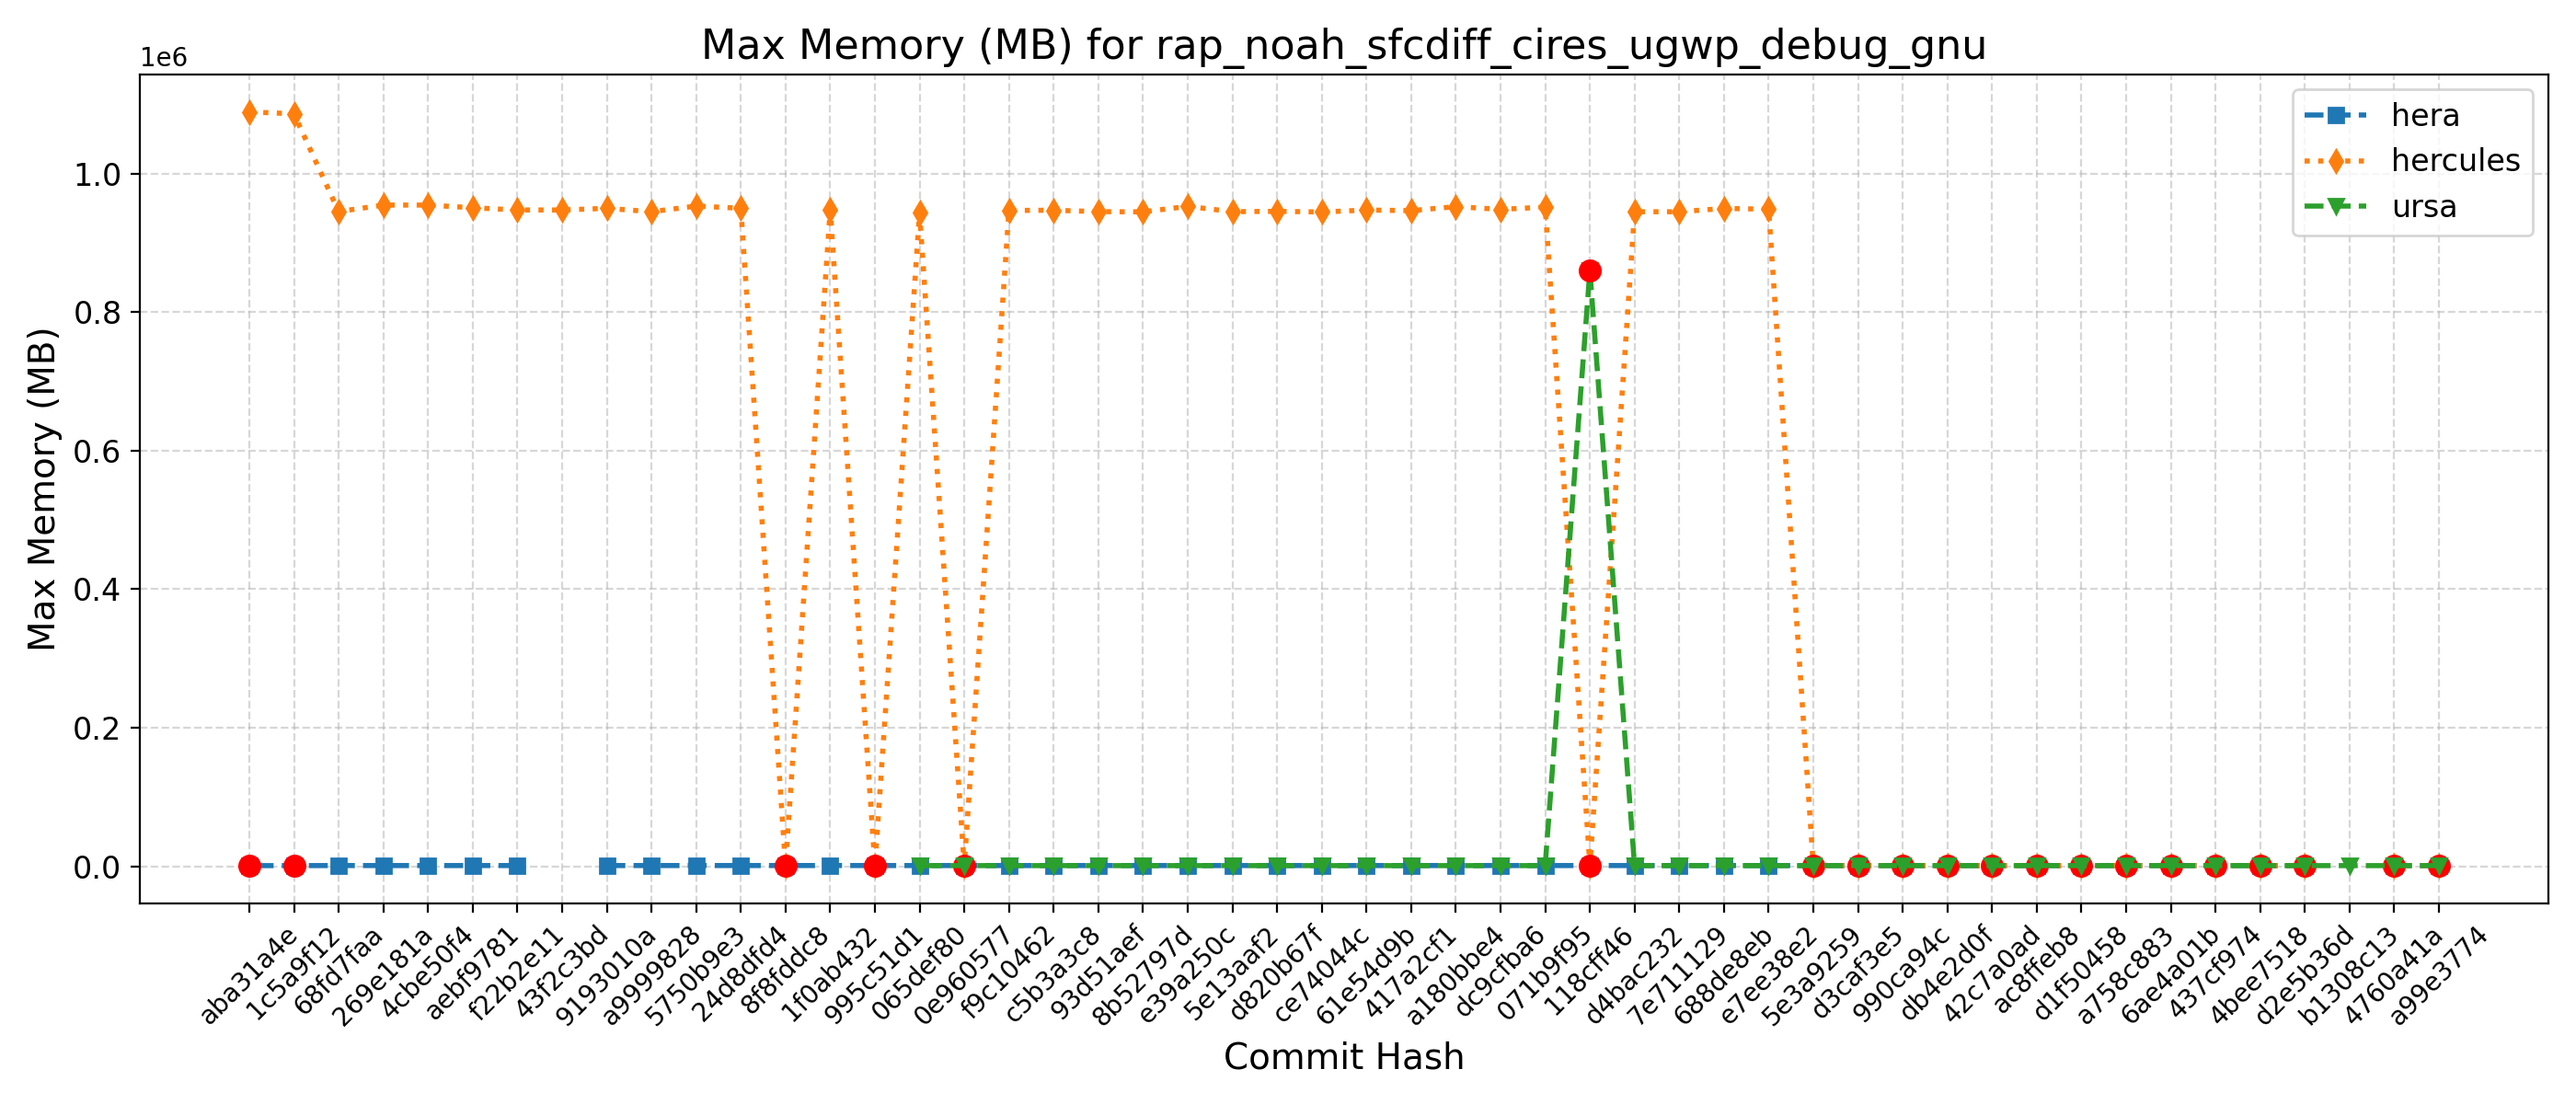 Max Memory (MB) for rap_noah_sfcdiff_cires_ugwp_debug_gnu
1e6
1.0
0.8
0.6
0.4
0.2
0.0
Max Memory (MB)
hera
hercules
ursa
aba31a4e
1c5a9f12
68fd7faa
269e181a
4cbe50f4
aebf9781
f22b2e11
43f2c3bd
9193010a
a9999828
5750b9e3
24d8dfd4
8f8fddc8
1f0ab432
995c51d1
065def80
0e960577
f9c10462
c5b3a3c8
93d51aef
8b52797d
e39a250c
5e13aaf2
d820b67f
ce74044c
61e54d9b
417a2cf1
a180bbe4
dc9cfba6
071b9f95
118cff46
d4bac232
7e711129
688de8eb
e7ee38e2
5e3a9259
d3caf3e5
990ca94c
db4e2d0f
42c7a0ad
ac8ffeb8
d1f50458
a758c883
6ae4a01b
437cf974
4bee7518
d2e5b36d
b1308c13
4760a41a
a99e3774
Commit Hash